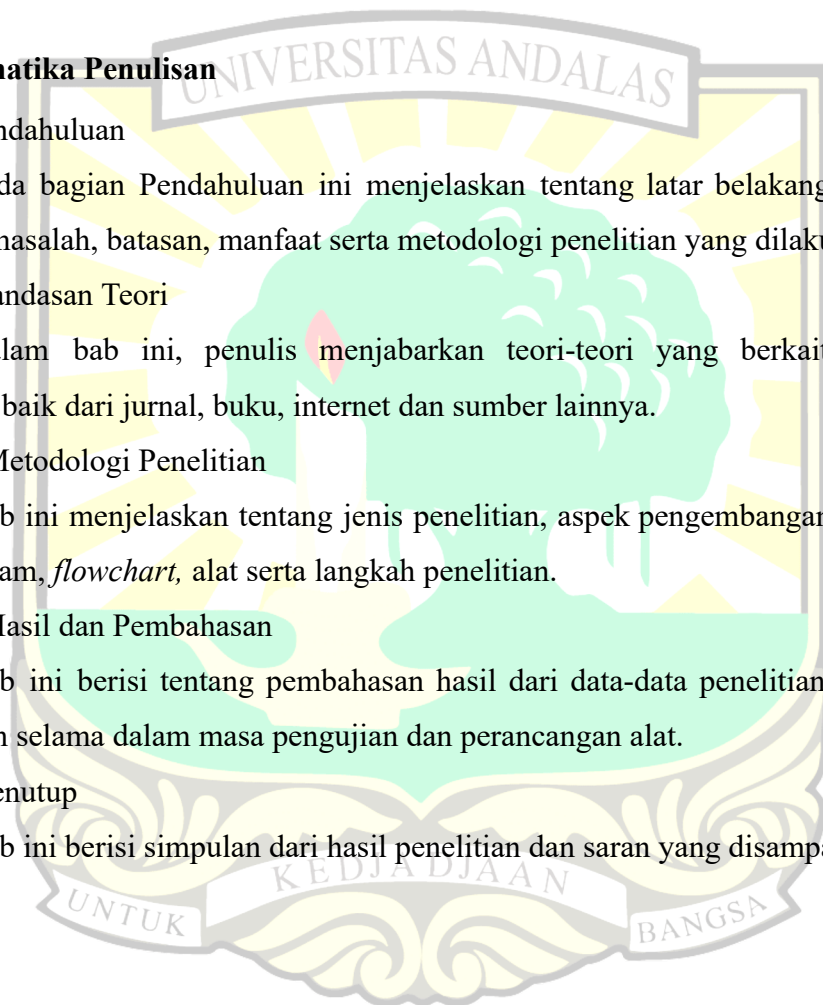 UNIVERSITAS ANDALAS
matika Penulisan
ndahuluan
da bagian Pendahuluan ini menjelaskan tentang latar belakang
masalah, batasan, manfaat serta metodologi penelitian yang dilaku
andasan Teori
alam bab ini, penulis menjabarkan teori-teori yang berkait
baik dari jurnal, buku, internet dan sumber lainnya.
Metodologi Penelitian
b ini menjelaskan tentang jenis penelitian, aspek pengembangan
am, flowchart, alat serta langkah penelitian.
Hasil dan Pembahasan
b ini berisi tentang pembahasan hasil dari data-data penelitian
n selama dalam masa pengujian dan perancangan alat.
enutup
b ini berisi simpulan dari hasil penelitian dan saran yang disampa
UNTUK KEDJADJAAN BANGSA